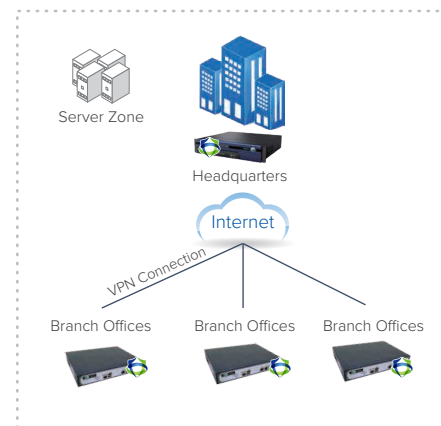 Server Zone
Headquarters
Internet
VPN Connection
Branch Offices
Branch Offices
Branch Offices